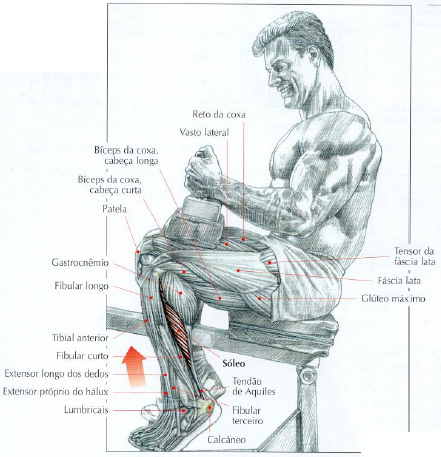 Reto da coxa
Vasto lateral
Bíceps da coxa,
cabeça longa
Bíceps da coxa,
cabeça curta
Patela
Tensor da
fáscia lata
Gastrocnêmio
Fáscia lata
Fibular longo
Glúteo máximo
Tibial anterior
Fibular curto
Sóleo
Extensor longo dos dedos
Tendão
de Aquiles
Extensor próprio do hálux
Lumbricais
Fibular
terceiro
Calcâneo